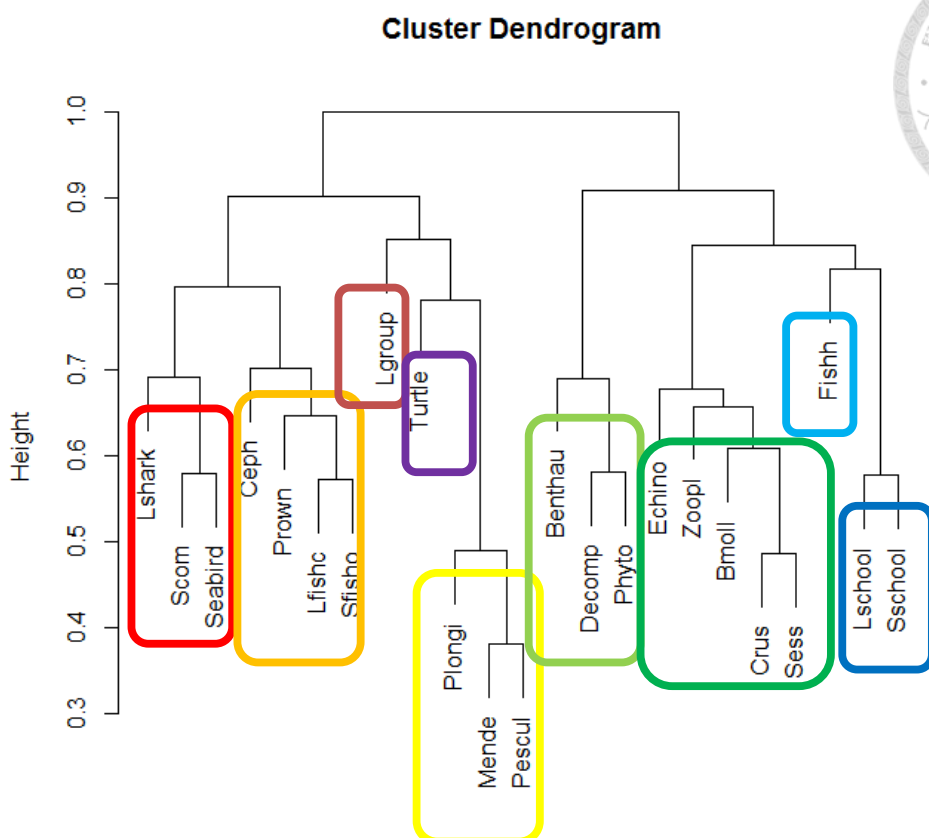 Cluster Dendrogram
Height
1.0
0.9
0.8
0.7
0.6
0.5
0.4
0.3
Lshark
Scom
Seabird
Ceph
Prown
Lfishc
Sfisho
Lgroup
Turtle
Plongi
Mende
Pescul
Benthau
Decomp
Phyto
Echino
Zoopl
Bmoll
Crus
Sess
Fishh
Lschool
Sschool